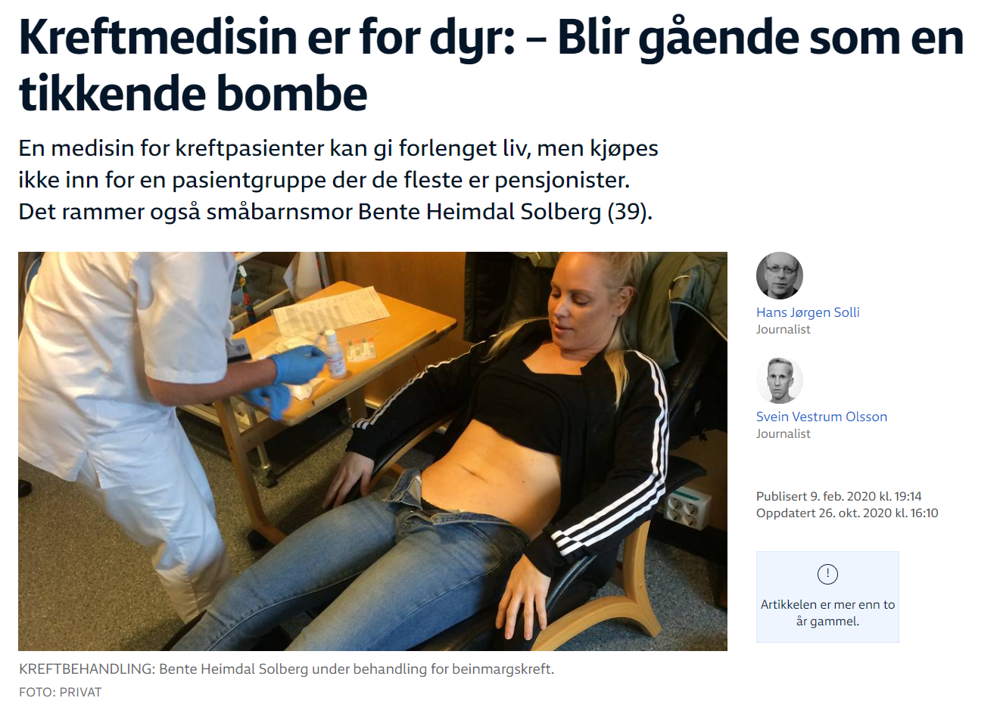 Kreftmedisin er for dyr: – Blir gående som en
tikkende bombe
En medisin for kreftpasienter kan gi forlenget liv, men kjøpes
ikke inn for en pasientgruppe der de fleste er pensjonister.
Det rammer også småbarnsmor Bente Heimdal Solberg (39).
Hans Jørgen Solli
Journalist
Svein Vestrum Olsson
Journalist
Publisert 9. feb. 2020 kl. 19:14
Oppdatert 26. okt. 2020 kl. 16:10
!
Artikkelen er mer enn to
år gammel.
KREFTBEHANDLING: Bente Heimdal Solberg under behandling for beinmargskreft.
FOTO: PRIVAT